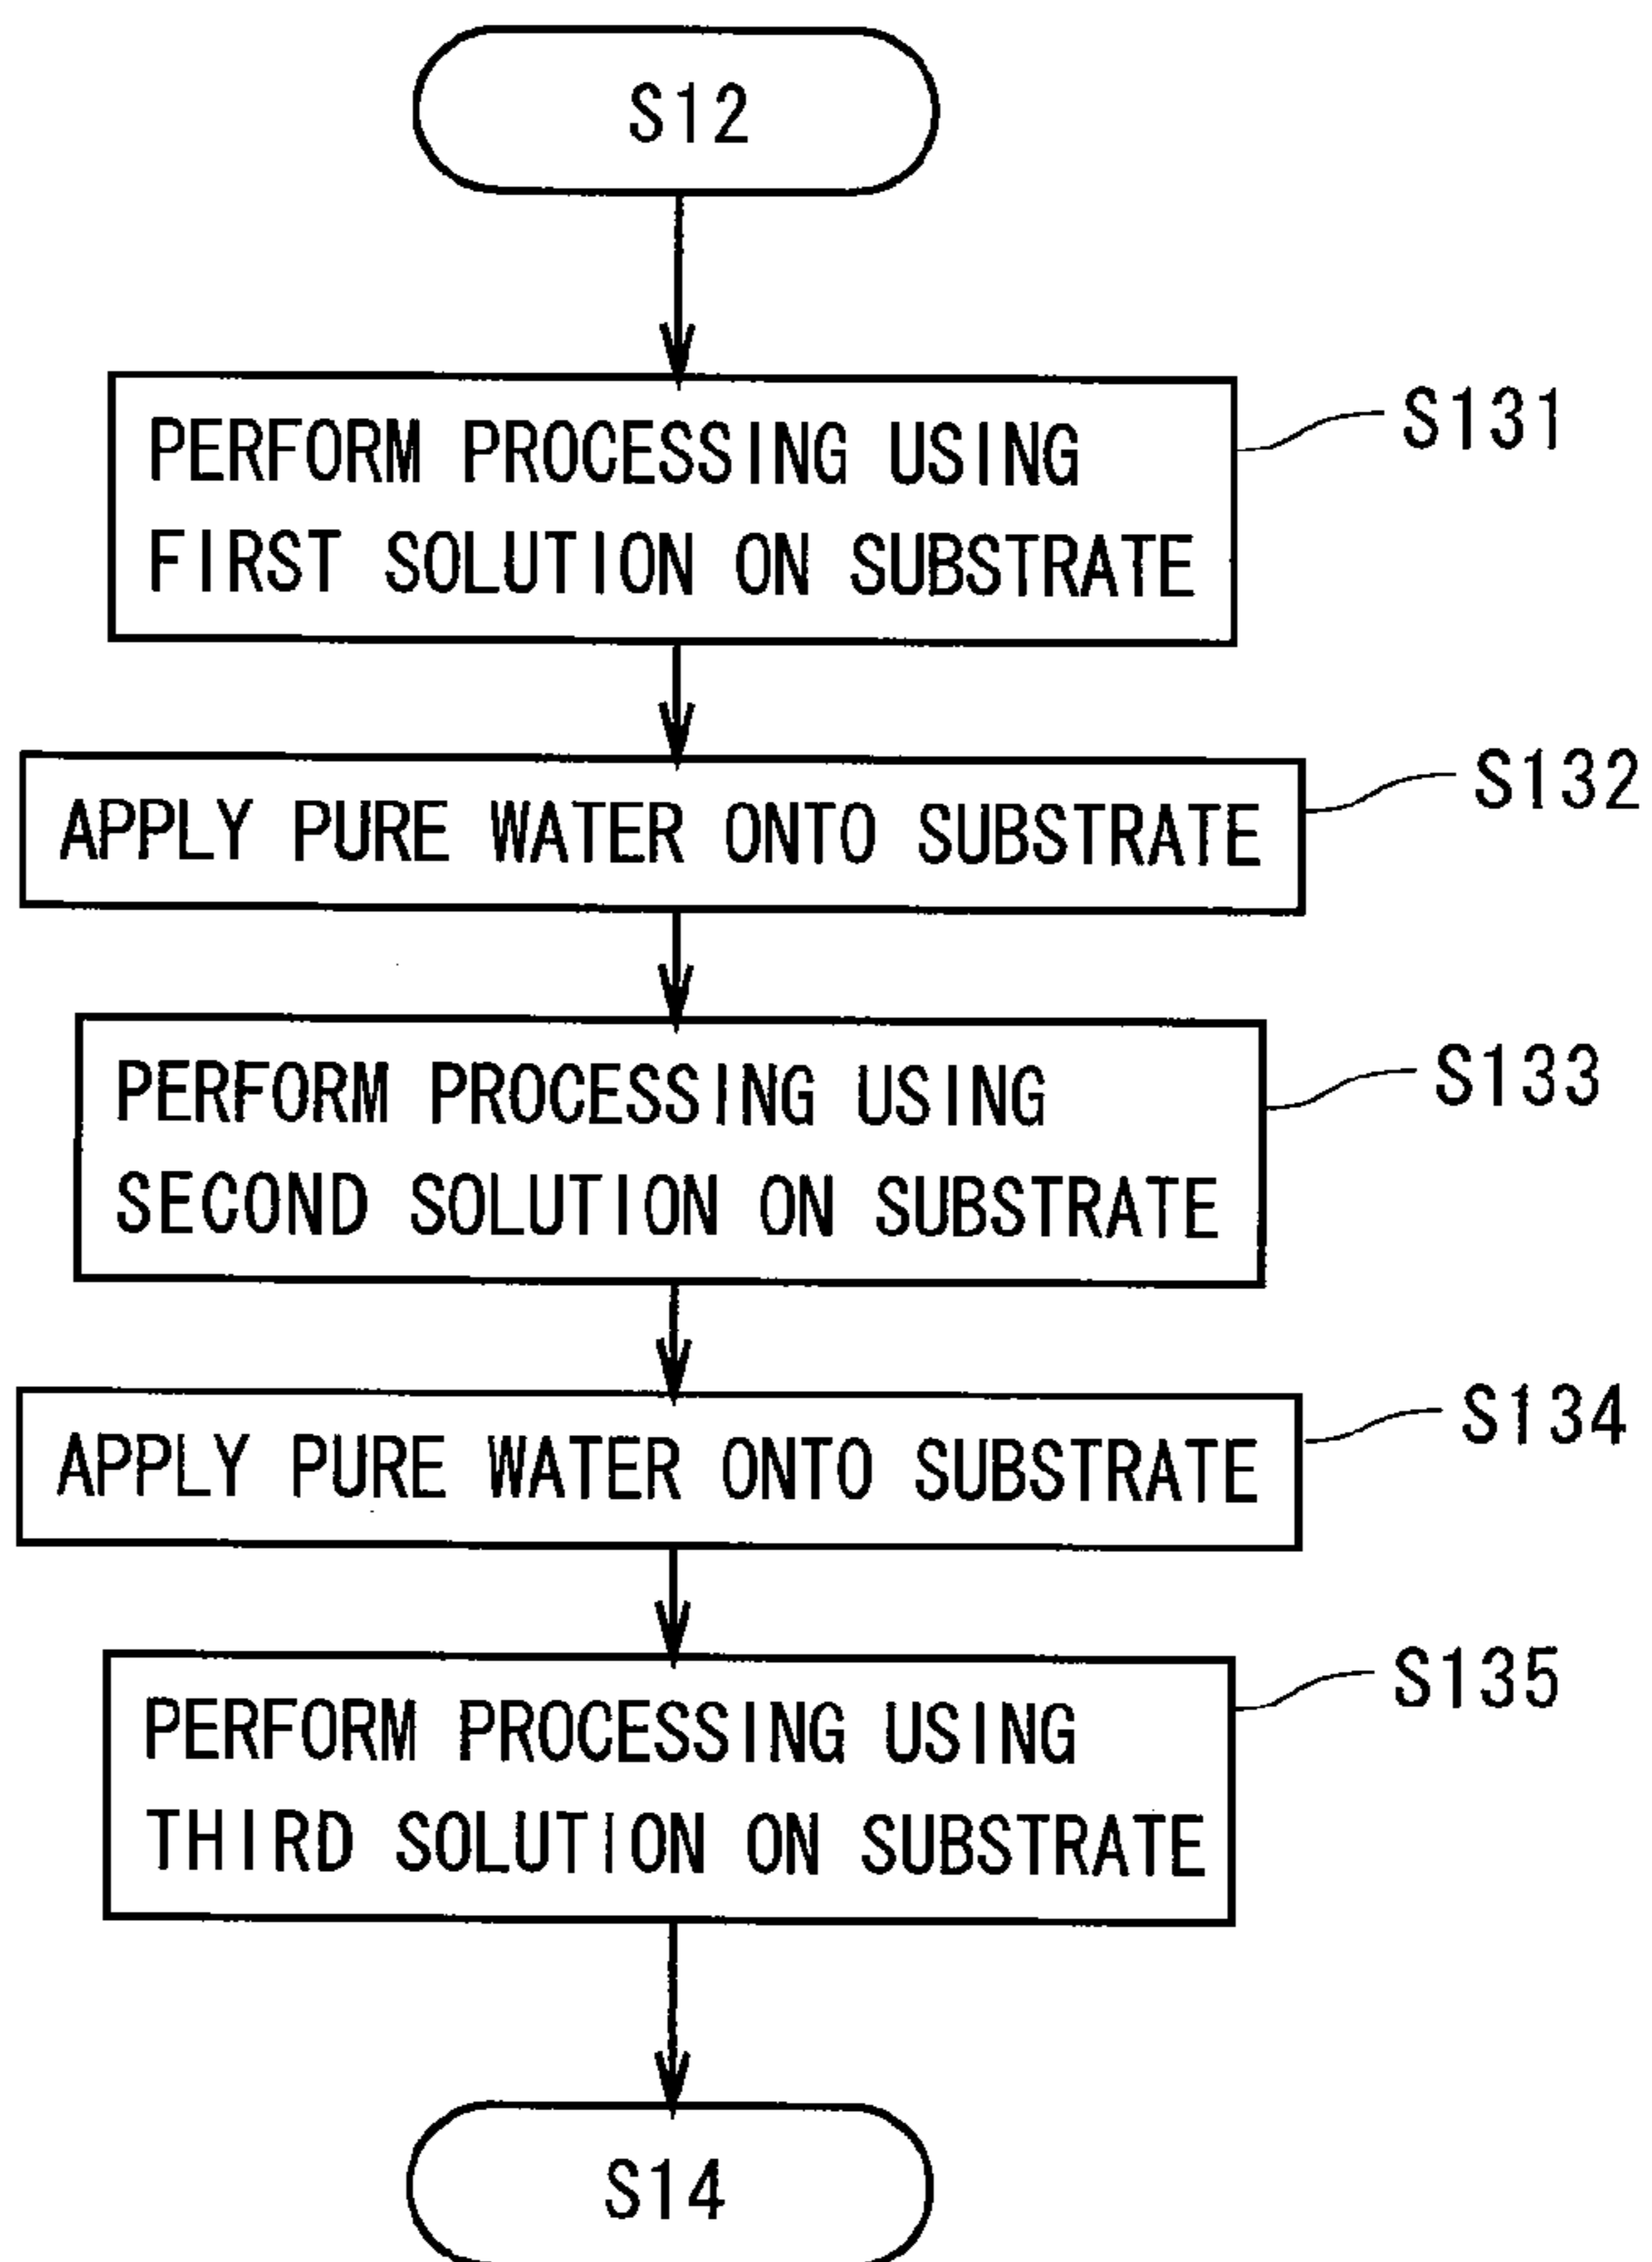 S12
PERFORM PROCESSING USING
FIRST SOLUTION ON SUBSTRATE
S131
APPLY PURE WATER ONTO SUBSTRATE
S132
PERFORM PROCESSING USING
SECOND SOLUTION ON SUBSTRATE
S133
APPLY PURE WATER ONTO SUBSTRATE
S134
PERFORM PROCESSING USING
THIRD SOLUTION ON SUBSTRATE
S135
S14